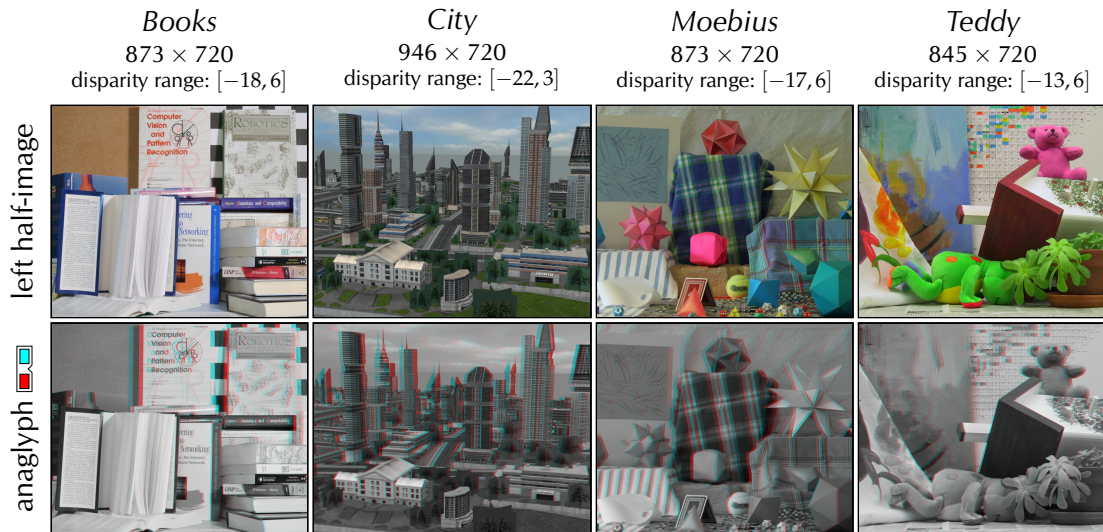 Books
873 × 720
disparity range: [−18, 6]
City
946 × 720
disparity range: [−22, 3]
Moebius
873 × 720
disparity range: [−17, 6]
Teddy
845 × 720
disparity range: [−13, 6]
left half-image
Computer
Vision
and
Pattern
Recognition
ROBOTICS
Networking
anaglyph
Computer
Vision
and
Pattern
Recognition
ROBOTICS
Networking